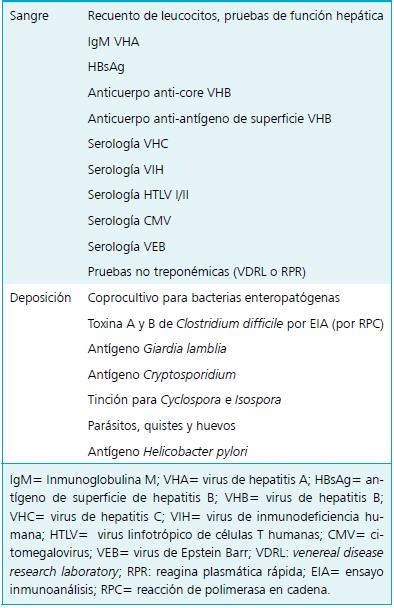 Sangre Recuento de leucocitos, pruebas de función hepática
IgM VHA
HBsAg
Anticuerpo anti-core VHB
Anticuerpo anti-antígeno de superficie VHB
Serología VHC
Serología VIH
Serología HTLV I/II
Serología CMV
Serología VEB
Pruebas no treponémicas (VDRL o RPR)
Deposición Coprocultivo para bacterias enteropatógenas
Toxina A y B de Clostridium difficile por EIA (por RPC)
Antígeno Giardia lamblia
Antígeno Cryptosporidium
Tinción para Cyclospora e Isospora
Parásitos, quistes y huevos
Antígeno Helicobacter pylori
IgM= Inmunoglobulina M; VHA= virus de hepatitis A; HBsAg= an-
tígeno de superficie de hepatitis B; VHB= virus de hepatitis B;
VHC= virus de hepatitis C; VIH= virus de inmunodeficiencia hu-
mana; HTLV= virus linfotrópico de células T humanas; CMV= ci-
tomegalovirus; VEB= virus de Epstein Barr; VDRL: venereal disease
research laboratory; RPR: reagina plasmática rápida; EIA= ensayo
inmunoanálisis; RPC= reacción de polimerasa en cadena.